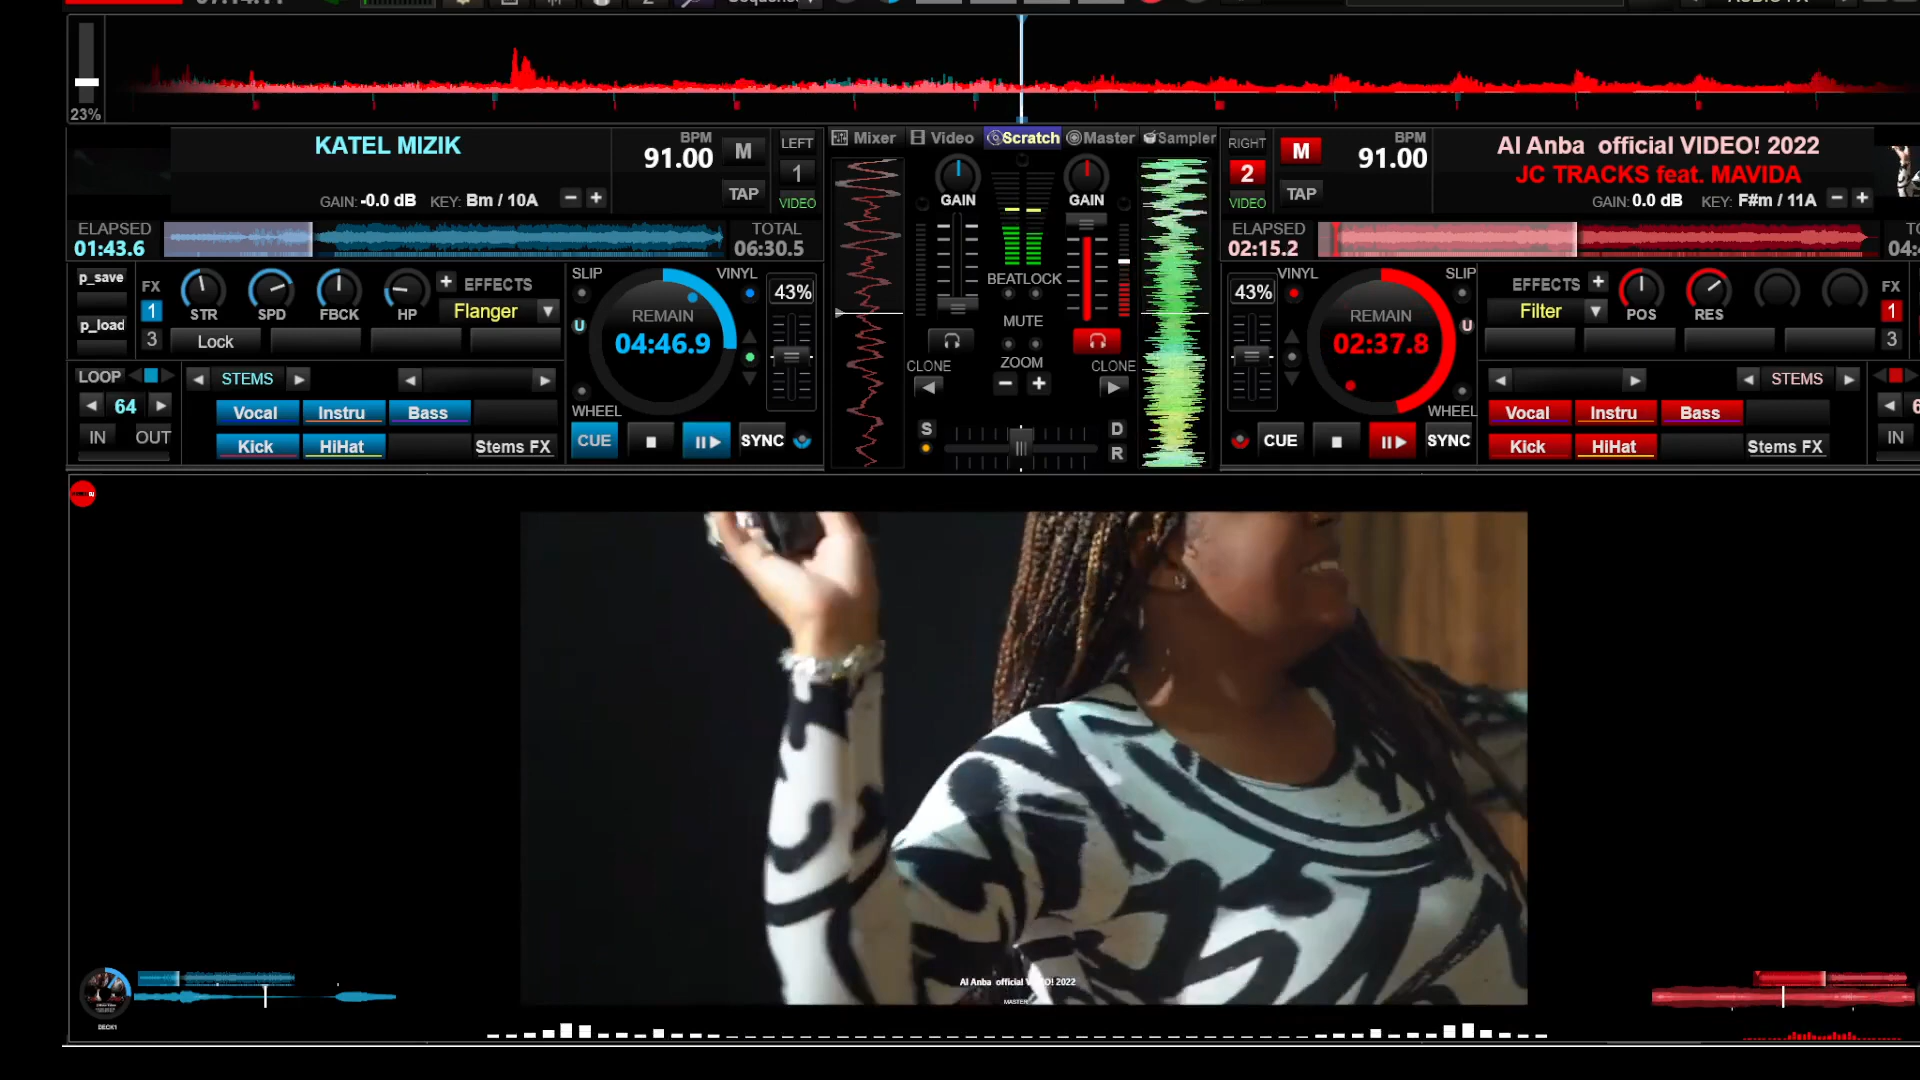 23%
KATEL MIZIK
BPM
91.00
M
TAP
LEFT
1
VIDEO
GAIN: -0.0 dB KEY: Bm / 10A
ELAPSED
01:43.6
TOTAL
06:30.5
Mixer Video Scratch Master Sampler
GAIN GAIN
BEATLOCK
MUTE
ZOOM
CLONE CLONE
S D
R
RIGHT
2
VIDEO
M
TAP
BPM
91.00
Al Anba official VIDEO! 2022
JC TRACKS feat. MAVIDA
GAIN: 0.0 dB KEY: F#m / 11A
ELAPSED
02:15.2
p_save
p_load
FX
1
3
STR SPD FBCK HP
EFFECTS
Flanger
Lock
SLIP VINYL
U
REMAIN
04:46.9
43%
WHEEL
CUE SYNC
LOOP
64
IN OUT
STEMS
Vocal Instru Bass
Kick HiHat Stems FX
43%
VINYL SLIP
U
REMAIN
02:37.8
WHEEL
CUE SYNC
EFFECTS
Filter
POS RES
FX
1
3
STEMS
Vocal Instru Bass
Kick HiHat Stems FX
IN
Al Anba official 2022
MASTER
DECK1